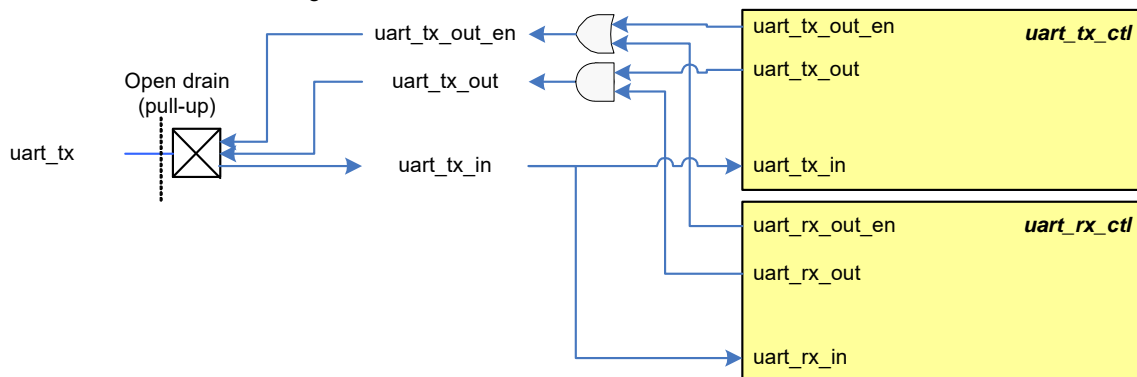 uart_tx_out_en
uart_tx_out
Open drain
(pull-up)
uart_tx
uart_tx_in
uart_tx_out_en
uart_tx_ctl
uart_tx_out
uart_tx_in
uart_rx_out_en
uart_rx_ctl
uart_rx_out
uart_rx_in